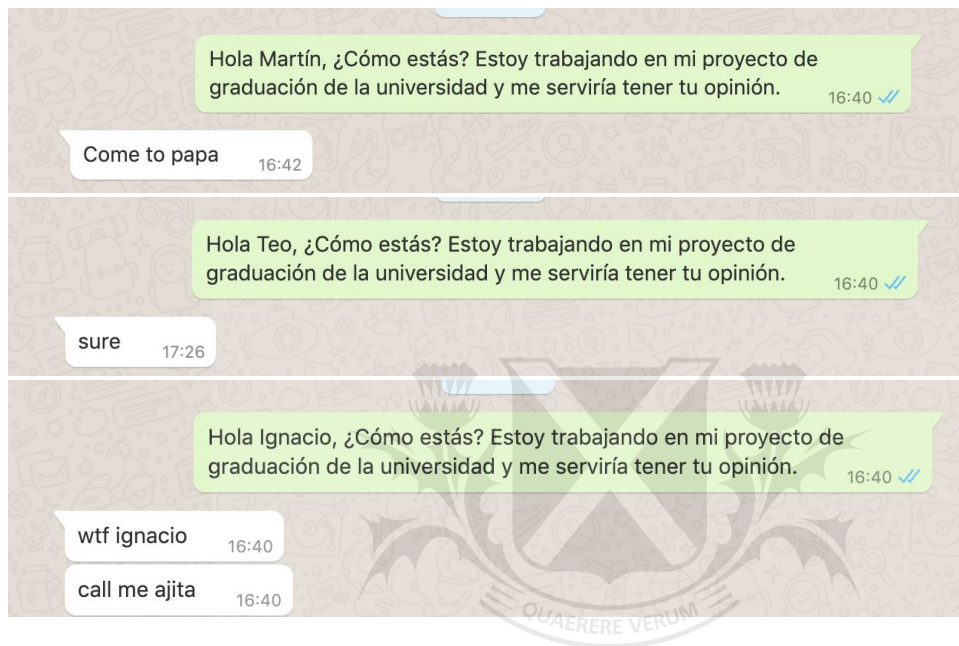 Hola Martín, ¿Cómo estás? Estoy trabajando en mi proyecto de
graduación de la universidad y me serviría tener tu opinión.
16:40
Come to papa
16:42
Hola Teo, ¿Cómo estás? Estoy trabajando en mi proyecto de
graduación de la universidad y me serviría tener tu opinión.
16:40
sure
17:26
Hola Ignacio, ¿Cómo estás? Estoy trabajando en mi proyecto de
graduación de la universidad y me serviría tener tu opinión.
16:40
wtf ignacio
16:40
call me ajita
16:40
QUAERERE VERUM